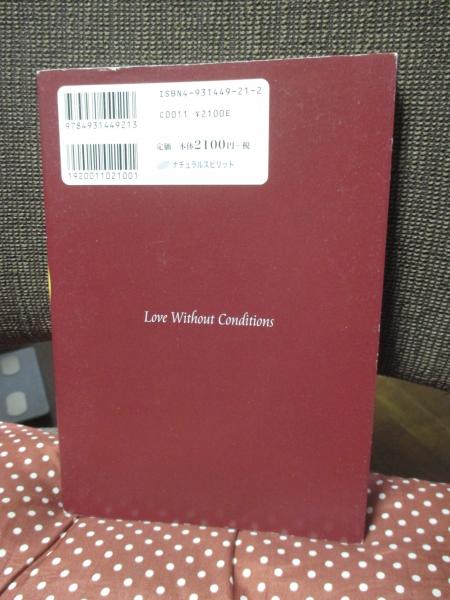 ISBN4-931449-21-2
C0011 ¥2100E
定価 本体2100円+税
ナチュラルスピリット
9784931449213
1920011021001
Love Without Conditions